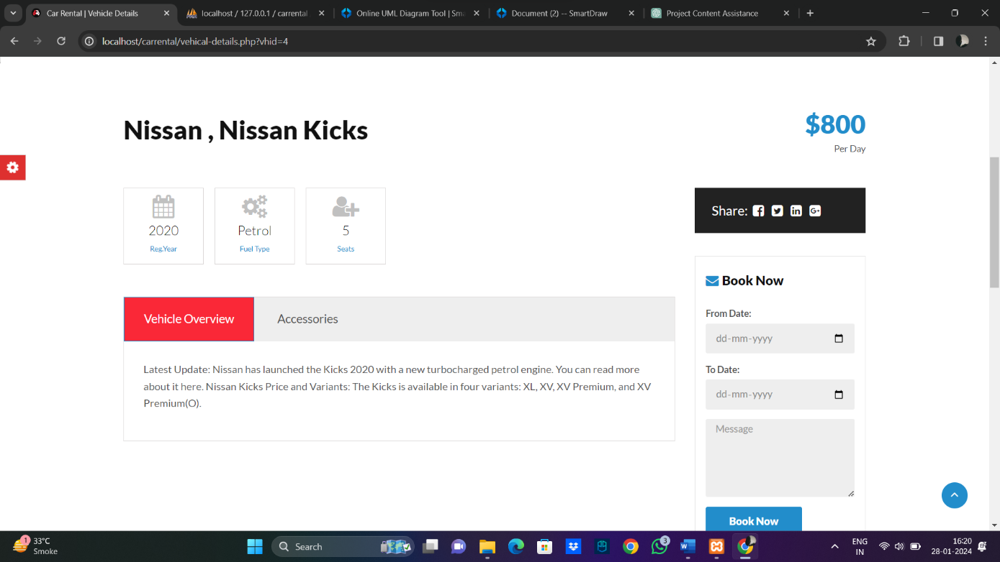 Car Rental | Vehicle Details
localhost / 127.0.0.1 / carrental
Online UML Diagram Tool | Sma
Document (2) -- SmartDraw
Project Content Assistance
localhost/carrental/vehical-details.php?vhid=4
Nissan , Nissan Kicks
$800
Per Day
2020
Reg.Year
Petrol
Fuel Type
5
Seats
Share:
Book Now
From Date:
dd-mm-yyyy
To Date:
dd-mm-yyyy
Message
Book Now
Vehicle Overview
Accessories
Latest Update: Nissan has launched the Kicks 2020 with a new turbocharged petrol engine. You can read more
about it here. Nissan Kicks Price and Variants: The Kicks is available in four variants: XL, XV, XV Premium, and XV
Premium(O).
1
33°C
Smoke
Search
3
ENG
IN
16:20
28-01-2024